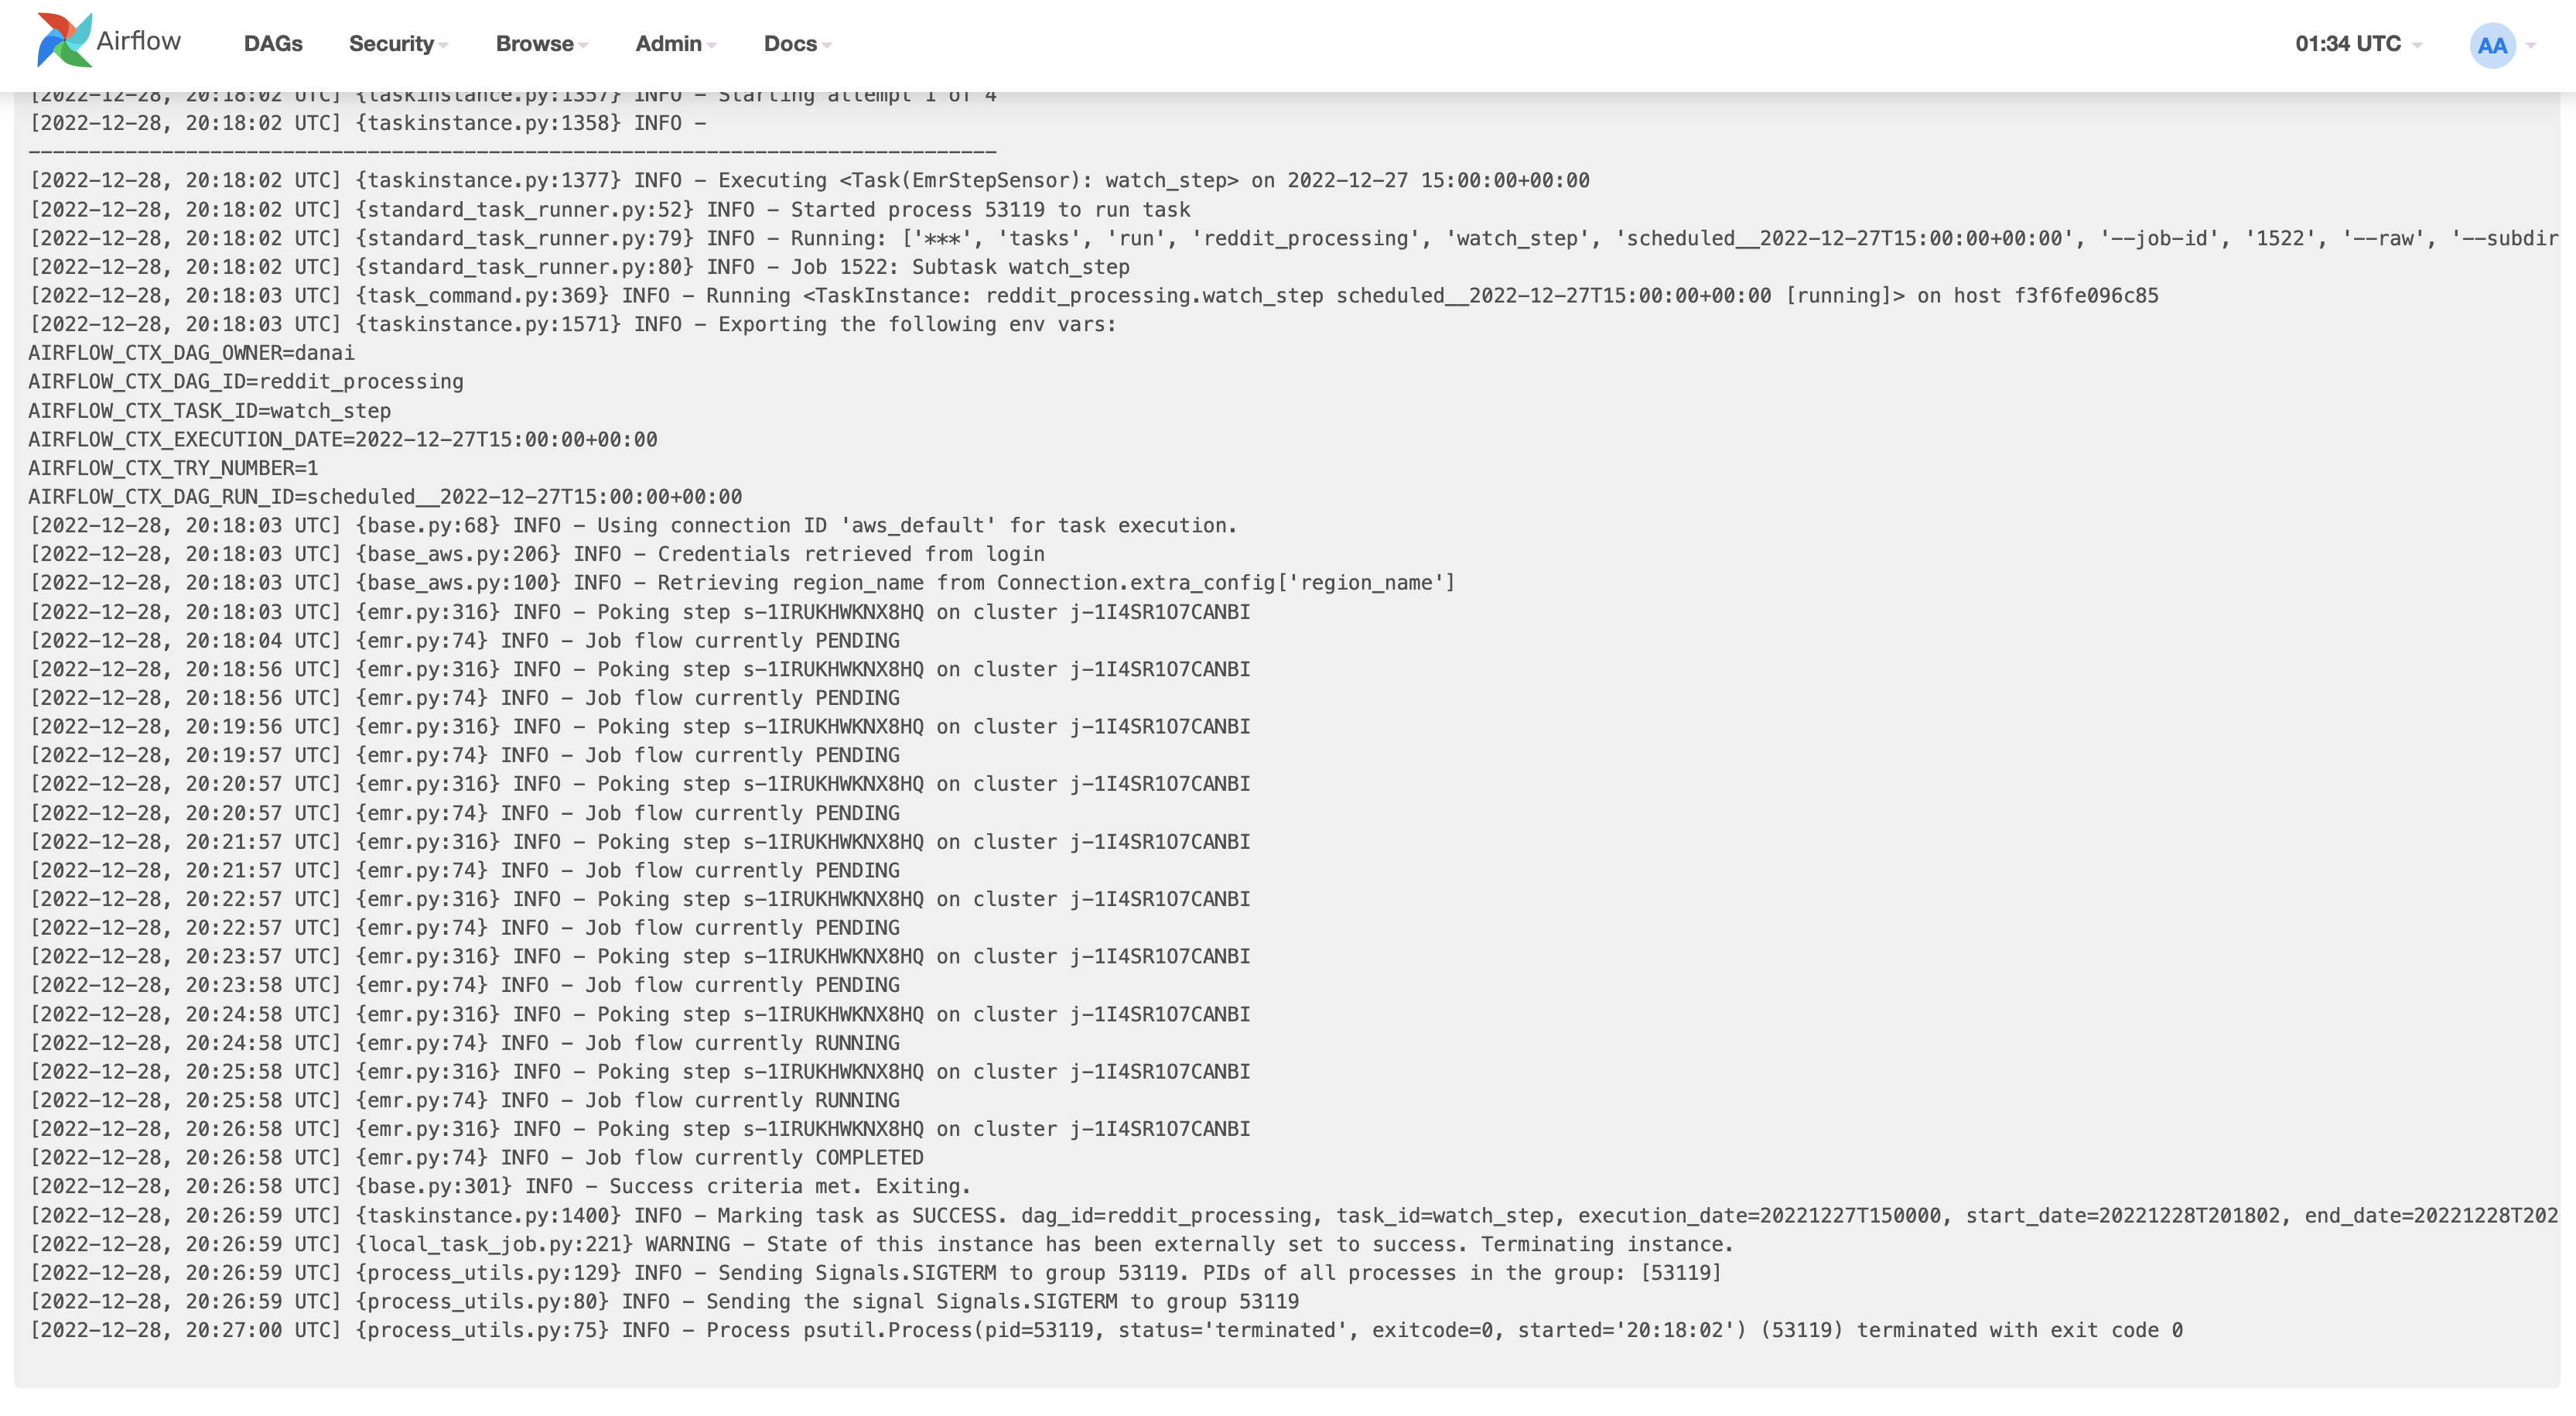 Airflow DAGs Security Browse Admin Docs 01:34 UTC AA
[2022-12-28, 20:18:02 UTC] {taskinstance.py:1357} INFO - Starting attempt 1 of 4
[2022-12-28, 20:18:02 UTC] {taskinstance.py:1358} INFO -
--------------------------------------------------------------------------------
[2022-12-28, 20:18:02 UTC] {taskinstance.py:1377} INFO - Executing <Task(EmrStepSensor): watch_step> on 2022-12-27 15:00:00+00:00
[2022-12-28, 20:18:02 UTC] {standard_task_runner.py:52} INFO - Started process 53119 to run task
[2022-12-28, 20:18:02 UTC] {standard_task_runner.py:79} INFO - Running: ['***', 'tasks', 'run', 'reddit_processing', 'watch_step', 'scheduled__2022-12-27T15:00:00+00:00', '--job-id', '1522', '--raw', '--subdir
[2022-12-28, 20:18:02 UTC] {standard_task_runner.py:80} INFO - Job 1522: Subtask watch_step
[2022-12-28, 20:18:03 UTC] {task_command.py:369} INFO - Running <TaskInstance: reddit_processing.watch_step scheduled__2022-12-27T15:00:00+00:00 [running]> on host f3f6fe096c85
[2022-12-28, 20:18:03 UTC] {taskinstance.py:1571} INFO - Exporting the following env vars:
AIRFLOW_CTX_DAG_OWNER=danai
AIRFLOW_CTX_DAG_ID=reddit_processing
AIRFLOW_CTX_TASK_ID=watch_step
AIRFLOW_CTX_EXECUTION_DATE=2022-12-27T15:00:00+00:00
AIRFLOW_CTX_TRY_NUMBER=1
AIRFLOW_CTX_DAG_RUN_ID=scheduled__2022-12-27T15:00:00+00:00
[2022-12-28, 20:18:03 UTC] {base.py:68} INFO - Using connection ID 'aws_default' for task execution.
[2022-12-28, 20:18:03 UTC] {base_aws.py:206} INFO - Credentials retrieved from login
[2022-12-28, 20:18:03 UTC] {base_aws.py:100} INFO - Retrieving region_name from Connection.extra_config['region_name']
[2022-12-28, 20:18:03 UTC] {emr.py:316} INFO - Poking step s-1IRUKHWKNX8HQ on cluster j-1I4SR107CANBI
[2022-12-28, 20:18:04 UTC] {emr.py:74} INFO - Job flow currently PENDING
[2022-12-28, 20:18:56 UTC] {emr.py:316} INFO - Poking step s-1IRUKHWKNX8HQ on cluster j-1I4SR107CANBI
[2022-12-28, 20:18:56 UTC] {emr.py:74} INFO - Job flow currently PENDING
[2022-12-28, 20:19:56 UTC] {emr.py:316} INFO - Poking step s-1IRUKHWKNX8HQ on cluster j-1I4SR107CANBI
[2022-12-28, 20:19:57 UTC] {emr.py:74} INFO - Job flow currently PENDING
[2022-12-28, 20:20:57 UTC] {emr.py:316} INFO - Poking step s-1IRUKHWKNX8HQ on cluster j-1I4SR107CANBI
[2022-12-28, 20:20:57 UTC] {emr.py:74} INFO - Job flow currently PENDING
[2022-12-28, 20:21:57 UTC] {emr.py:316} INFO - Poking step s-1IRUKHWKNX8HQ on cluster j-1I4SR107CANBI
[2022-12-28, 20:21:57 UTC] {emr.py:74} INFO - Job flow currently PENDING
[2022-12-28, 20:22:57 UTC] {emr.py:316} INFO - Poking step s-1IRUKHWKNX8HQ on cluster j-1I4SR107CANBI
[2022-12-28, 20:22:57 UTC] {emr.py:74} INFO - Job flow currently PENDING
[2022-12-28, 20:23:57 UTC] {emr.py:316} INFO - Poking step s-1IRUKHWKNX8HQ on cluster j-1I4SR107CANBI
[2022-12-28, 20:23:58 UTC] {emr.py:74} INFO - Job flow currently PENDING
[2022-12-28, 20:24:58 UTC] {emr.py:316} INFO - Poking step s-1IRUKHWKNX8HQ on cluster j-1I4SR107CANBI
[2022-12-28, 20:24:58 UTC] {emr.py:74} INFO - Job flow currently RUNNING
[2022-12-28, 20:25:58 UTC] {emr.py:316} INFO - Poking step s-1IRUKHWKNX8HQ on cluster j-1I4SR107CANBI
[2022-12-28, 20:25:58 UTC] {emr.py:74} INFO - Job flow currently RUNNING
[2022-12-28, 20:26:58 UTC] {emr.py:316} INFO - Poking step s-1IRUKHWKNX8HQ on cluster j-1I4SR107CANBI
[2022-12-28, 20:26:58 UTC] {emr.py:74} INFO - Job flow currently COMPLETED
[2022-12-28, 20:26:58 UTC] {base.py:301} INFO - Success criteria met. Exiting.
[2022-12-28, 20:26:59 UTC] {taskinstance.py:1400} INFO - Marking task as SUCCESS. dag_id=reddit_processing, task_id=watch_step, execution_date=20221227T150000, start_date=20221228T201802, end_date=20221228T202
[2022-12-28, 20:26:59 UTC] {local_task_job.py:221} WARNING - State of this instance has been externally set to success. Terminating instance.
[2022-12-28, 20:26:59 UTC] {process_utils.py:129} INFO - Sending Signals.SIGTERM to group 53119. PIDs of all processes in the group: [53119]
[2022-12-28, 20:26:59 UTC] {process_utils.py:80} INFO - Sending the signal Signals.SIGTERM to group 53119
[2022-12-28, 20:27:00 UTC] {process_utils.py:75} INFO - Process psutil.Process(pid=53119, status='terminated', exitcode=0, started='20:18:02') (53119) terminated with exit code 0